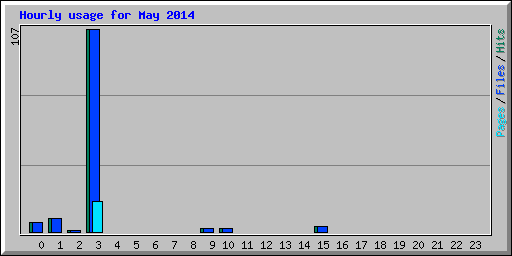 Hourly usage for May 2014
107
Pages/Files/Hits
0 1 2 3 4 5 6 7 8 9 10 11 12 13 14 15 16 17 18 19 20 21 22 23